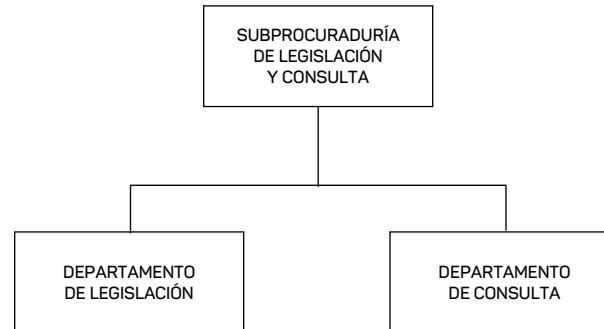 SUBPROCURADURÍA
DE LEGISLACIÓN
Y CONSULTA
DEPARTAMENTO
DE LEGISLACIÓN
DEPARTAMENTO
DE CONSULTA